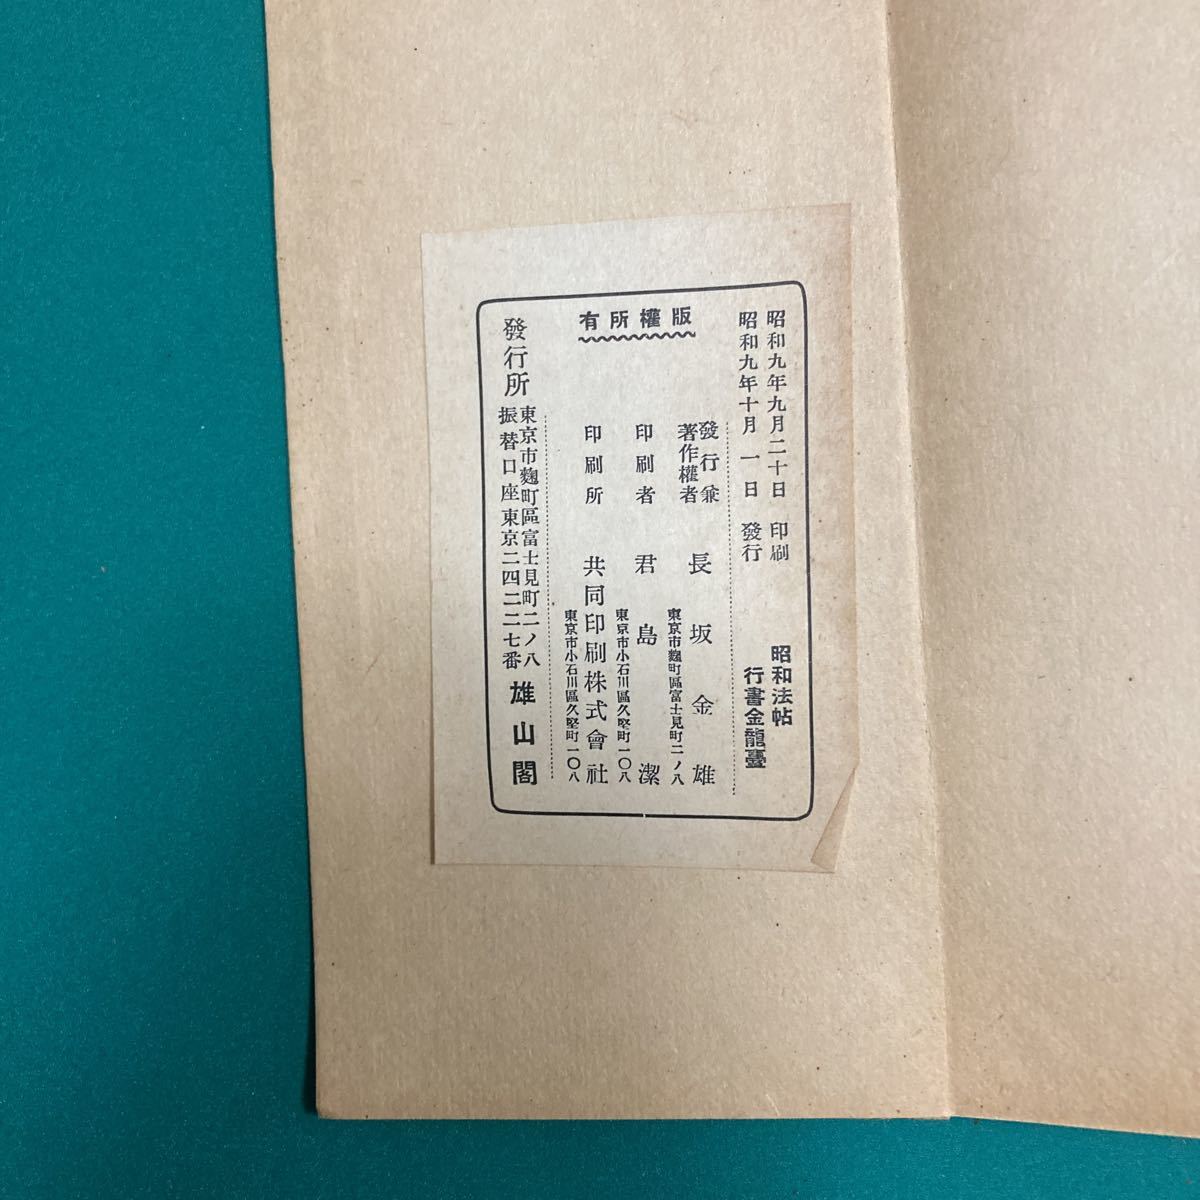 昭和九年九月二十日　印刷
昭和九年十月　一日　發行
昭和法帖
行書金龍臺
版權所有
發行兼
著作權者
長坂金雄
東京市麴町區富士見町二ノ八
印刷者
君島潔
東京市小石川區久堅町一〇八
印刷所
共同印刷株式會社
東京市小石川區久堅町一〇八
發行所
東京市麴町區富士見町二ノ八
振替口座東京二四二二七番
雄山閣